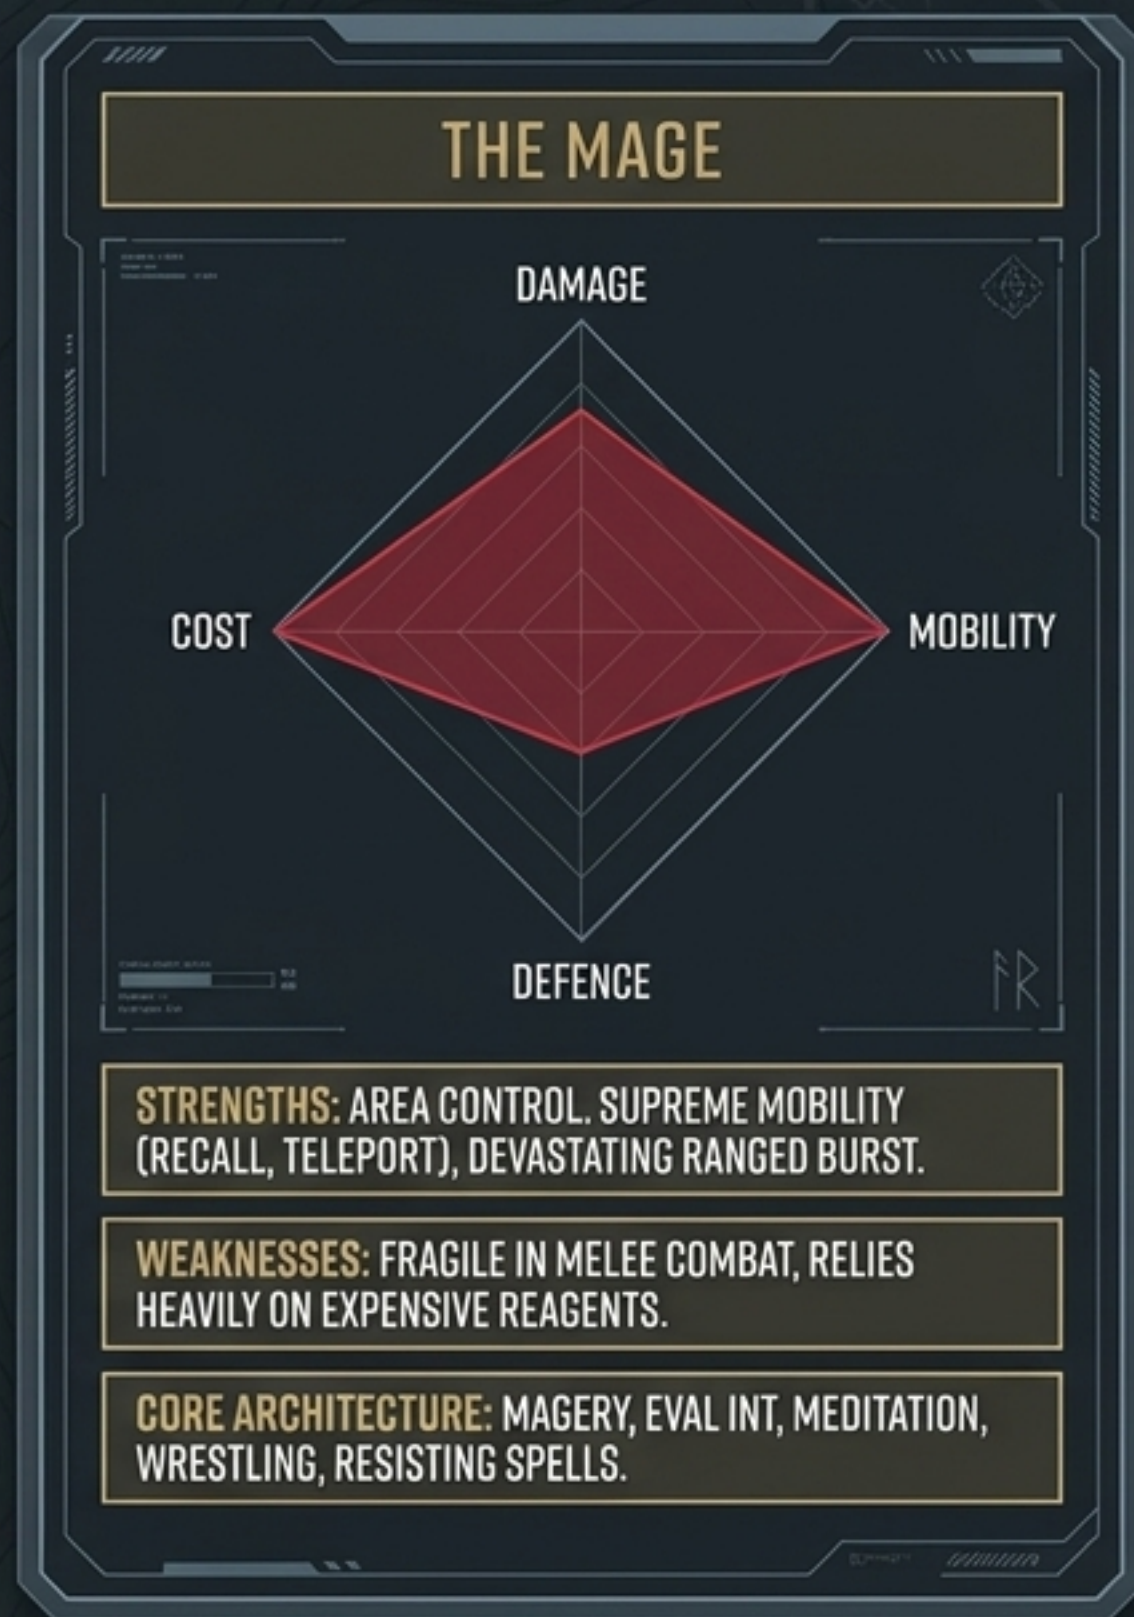 THE MAGE
DAMAGE
COST
MOBILITY
DEFENCE
STRENGTHS: AREA CONTROL. SUPREME MOBILITY
(RECALL, TELEPORT), DEVASTATING RANGED BURST.
WEAKNESSES: FRAGILE IN MELEE COMBAT, RELIES
HEAVILY ON EXPENSIVE REAGENTS.
CORE ARCHITECTURE: MAGERY, EVAL INT, MEDITATION,
WRESTLING, RESISTING SPELLS.